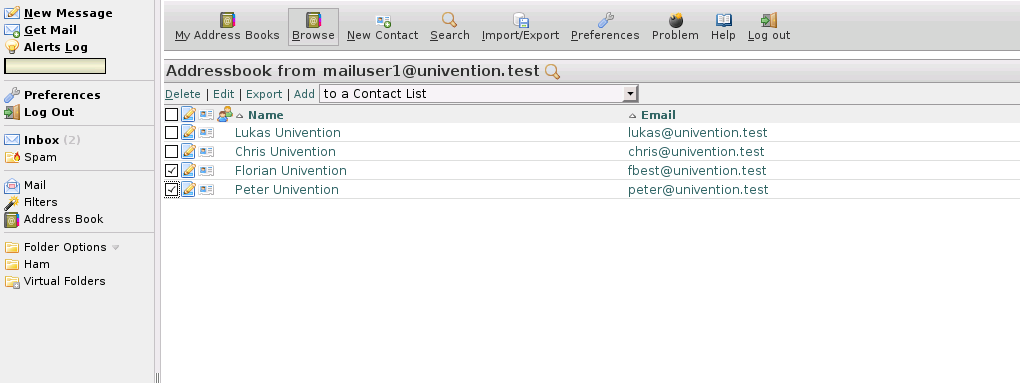 New Message
Get Mail
Alerts Log
Preferences
Log Out
Inbox (2)
Spam
Mail
Filters
Address Book
Folder Options
Ham
Virtual Folders
My Address Books Browse New Contact Search Import/Export Preferences Problem Help Log out
Addressbook from mailuser1@univention.test
Delete | Edit | Export | Add to a Contact List
Name Email
Lukas Univention lukas@univention.test
Chris Univention chris@univention.test
Florian Univention fbest@univention.test
Peter Univention peter@univention.test